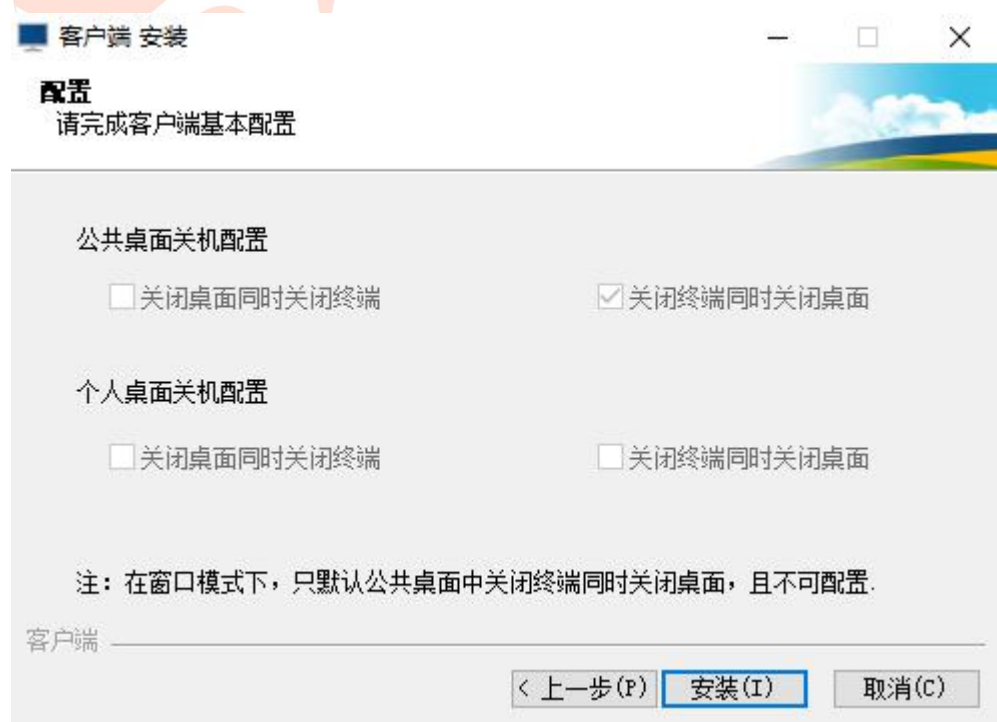 客户端 安装
配置
请完成客户端基本配置
公共桌面关机配置
关闭桌面同时关闭终端
关闭终端同时关闭桌面
个人桌面关机配置
关闭桌面同时关闭终端
关闭终端同时关闭桌面
注：在窗口模式下，只默认公共桌面中关闭终端同时关闭桌面，且不可配置.
客户端
< 上一步(P)
安装(I)
取消(C)